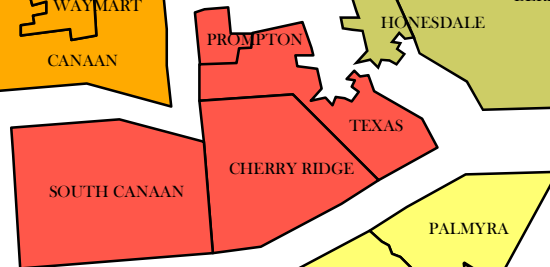 WAYMART
HONESDALE
PROMPTON
CANAAN
TEXAS
CHERRY RIDGE
SOUTH CANAAN
PALMYRA